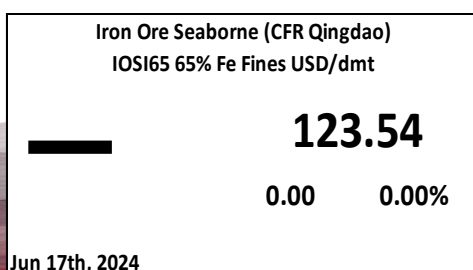 Iron Ore Seaborne (CFR Qingdao)
IOSI65 65% Fe Fines USD/dmt
123.54
0.00 0.00%
Jun 17th, 2024